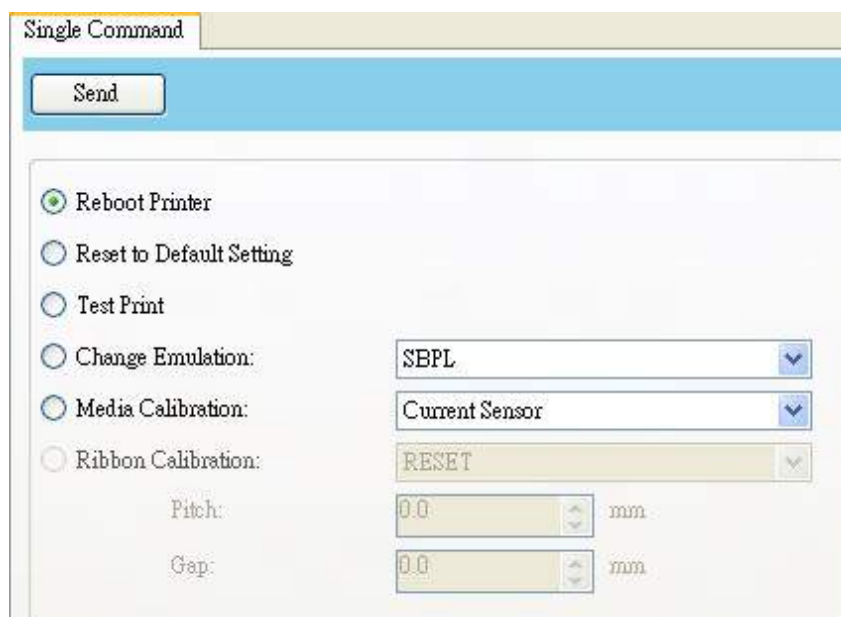 Single Command
Send
Reboot Printer
Reset to Default Setting
Test Print
Change Emulation: SBPL
Media Calibration: Current Sensor
Ribbon Calibration: RESET
Pitch: 0.0 mm
Gap: 0.0 mm